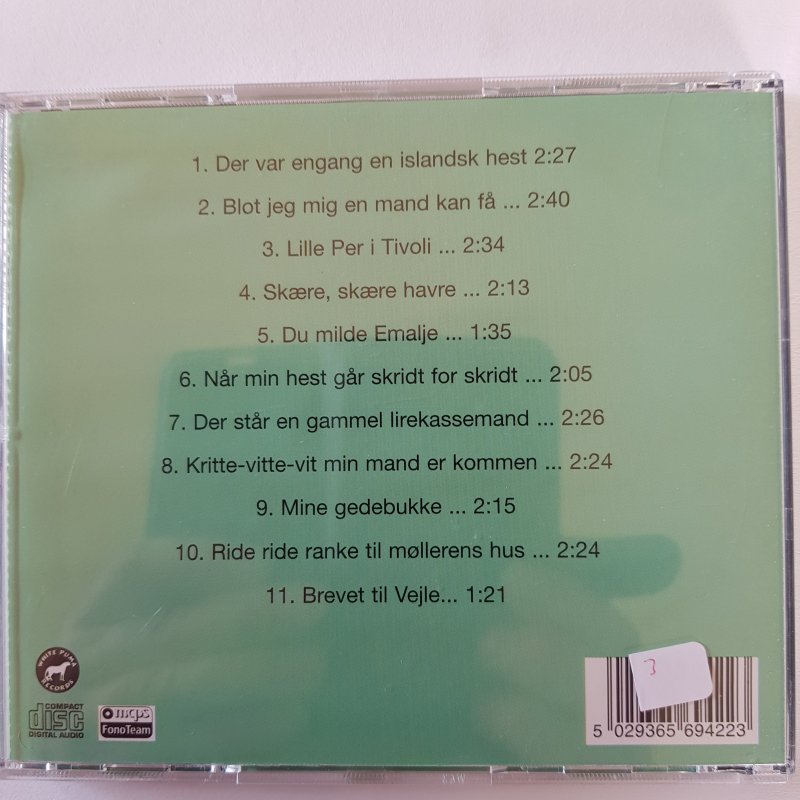 1. Der var engang en islandsk hest 2:27
2. Blot jeg mig en mand kan få ... 2:40
3. Lille Per i Tivoli ... 2:34
4. Skære, skære havre ... 2:13
5. Du milde Emalje ... 1:35
6. Når min hest går skridt for skridt ... 2:05
7. Der står en gammel lirekassemand ... 2:26
8. Kritte-vitte-vit min mand er kommen ... 2:24
9. Mine gedebukke ... 2:15
10. Ride ride ranke til møllerens hus ... 2:24
11. Brevet til Vejle... 1:21
WHITE PUMA
RECORDS
COMPACT
disc
DIGITAL AUDIO
mcps
FonoTeam
3
5 029365 694223